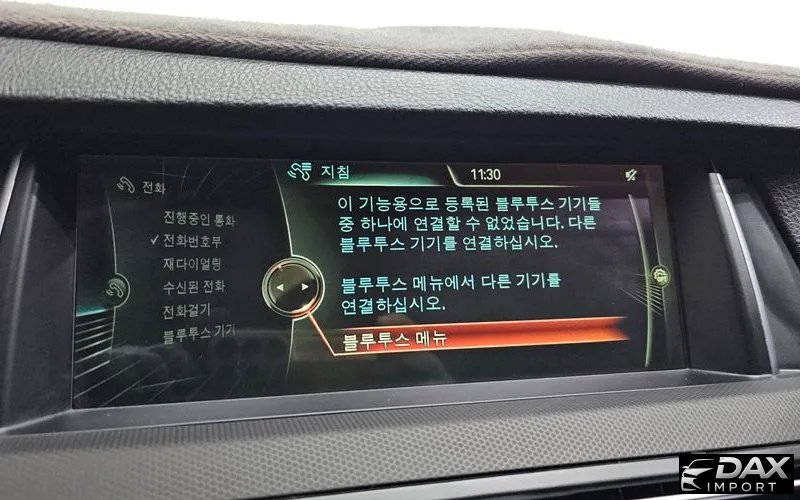 지침
11:30
전화
진행중인 통화
✓ 전화번호부
재다이얼링
수신된 전화
전화걸기
블루투스 기기
이 기능용으로 등록된 블루투스 기기들
중 하나에 연결할 수 없었습니다. 다른
블루투스 기기를 연결하십시오.
블루투스 메뉴에서 다른 기기를
연결하십시오.
블루투스 메뉴
DAX
IMPORT